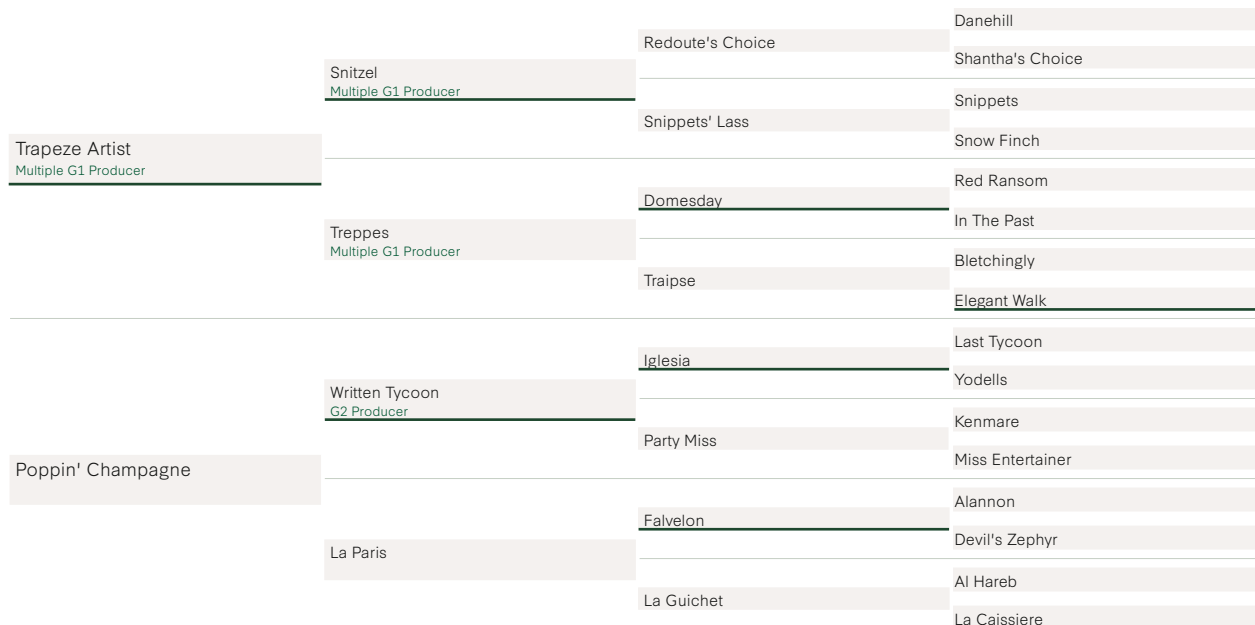 Trapeze Artist
Multiple G1 Producer
Poppin' Champagne
Snitzel
Multiple G1 Producer
Treppes
Multiple G1 Producer
Written Tycoon
G2 Producer
La Paris
Redoute's Choice
Snippets' Lass
Domesday
Traipse
Iglesia
Party Miss
Falvelon
La Guichet
Danehill
Shantha's Choice
Snippets
Snow Finch
Red Ransom
In The Past
Bletchingly
Elegant Walk
Last Tycoon
Yodells
Kenmare
Miss Entertainer
Alannon
Devil's Zephyr
Al Hareb
La Caissiere